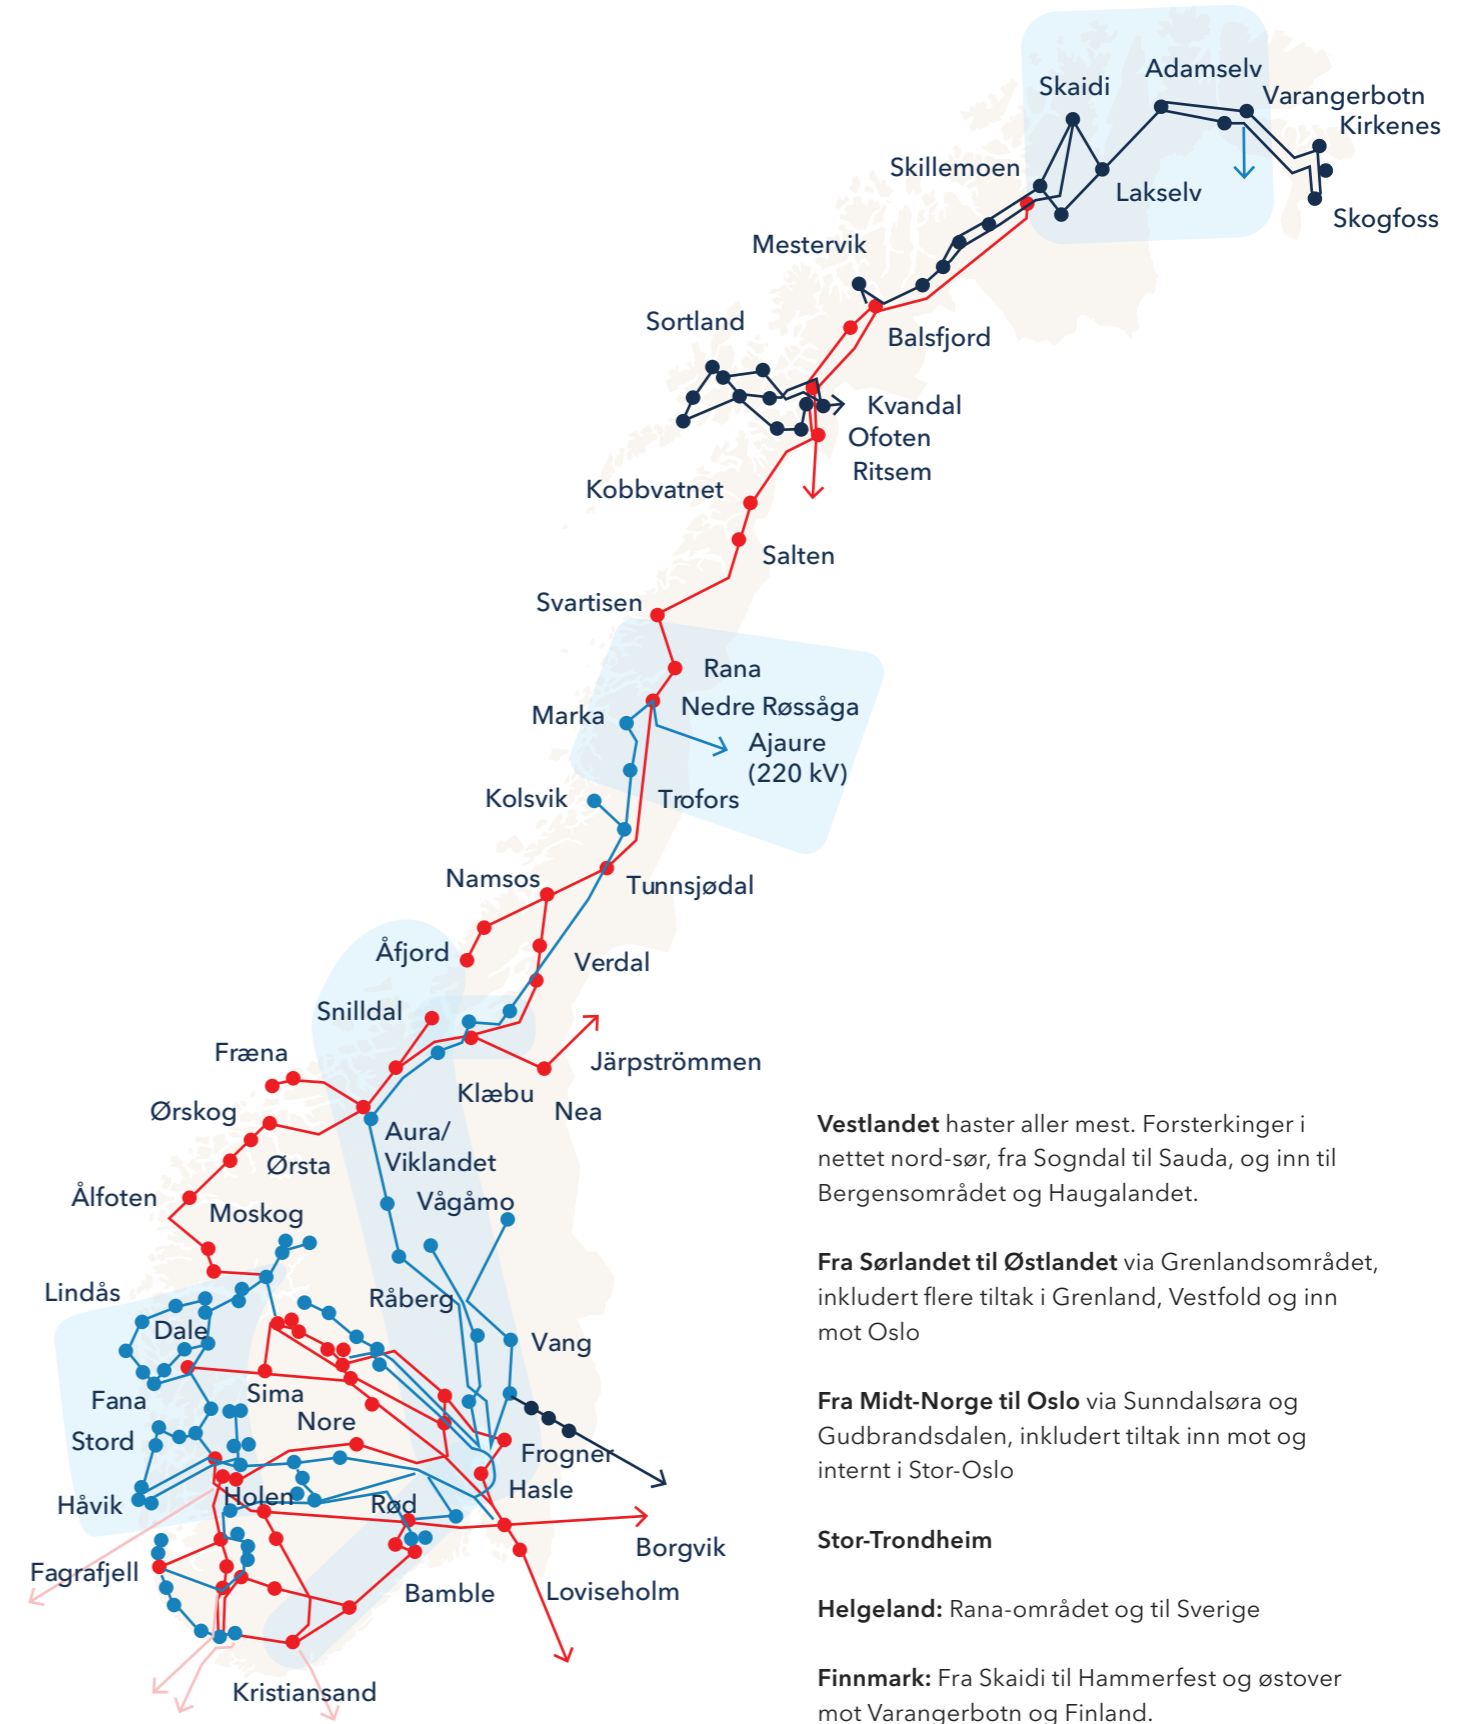 Adamselv
Skaidi
Varangerbotn
Kirkenes
Skillemoen
Lakselv
Skogfoss
Mestervik
Sortland
Balsfjord
Kvandal
Ofoten
Ritsem
Kobbvatnet
Salten
Svartisen
Rana
Nedre Røssåga
Marka
Ajaure
(220 kV)
Kolsvik
Trofors
Namsos
Tunnsjødal
Åfjord
Verdal
Snilldal
Fræna
Järpströmmen
Klæbu
Nea
Ørskog
Aura/
Viklandet
Ørsta
Ålfoten
Vågåmo
Moskog
Lindås
Råberg
Dale
Vang
Fana
Sima
Nore
Stord
Frogner
Hasle
Håvik
Holen
Rød
Borgvik
Fagrafjell
Bamble
Loviseholm
Kristiansand
Vestlandet haster aller mest. Forsterkinger i
nettet nord-sør, fra Sogndal til Sauda, og inn til
Bergensområdet og Haugalandet.
Fra Sørlandet til Østlandet via Grenlandsområdet,
inkludert flere tiltak i Grenland, Vestfold og inn
mot Oslo
Fra Midt-Norge til Oslo via Sunndalsøra og
Gudbrandsdalen, inkludert tiltak inn mot og
internt i Stor-Oslo
Stor-Trondheim
Helgeland: Rana-området og til Sverige
Finnmark: Fra Skaidi til Hammerfest og østover
mot Varangerbotn og Finland.